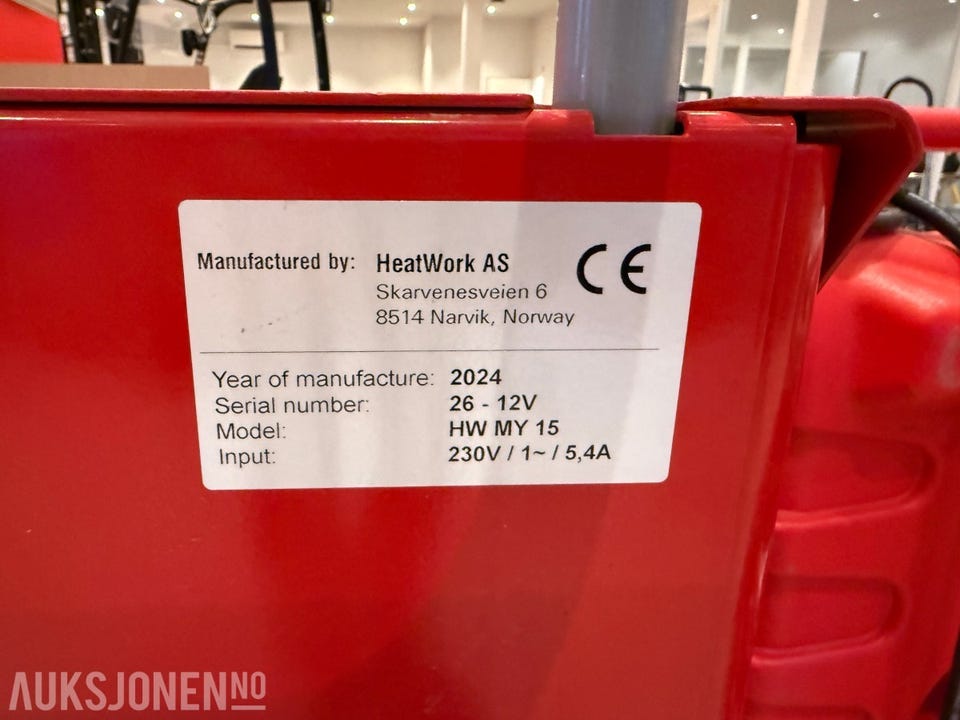 Manufactured by: HeatWork AS CE
Skarvenesveien 6
8514 Narvik, Norway
Year of manufacture: 2024
Serial number: 26 - 12V
Model: HW MY 15
Input: 230V / 1~ / 5,4A
AUKSJONEN NO